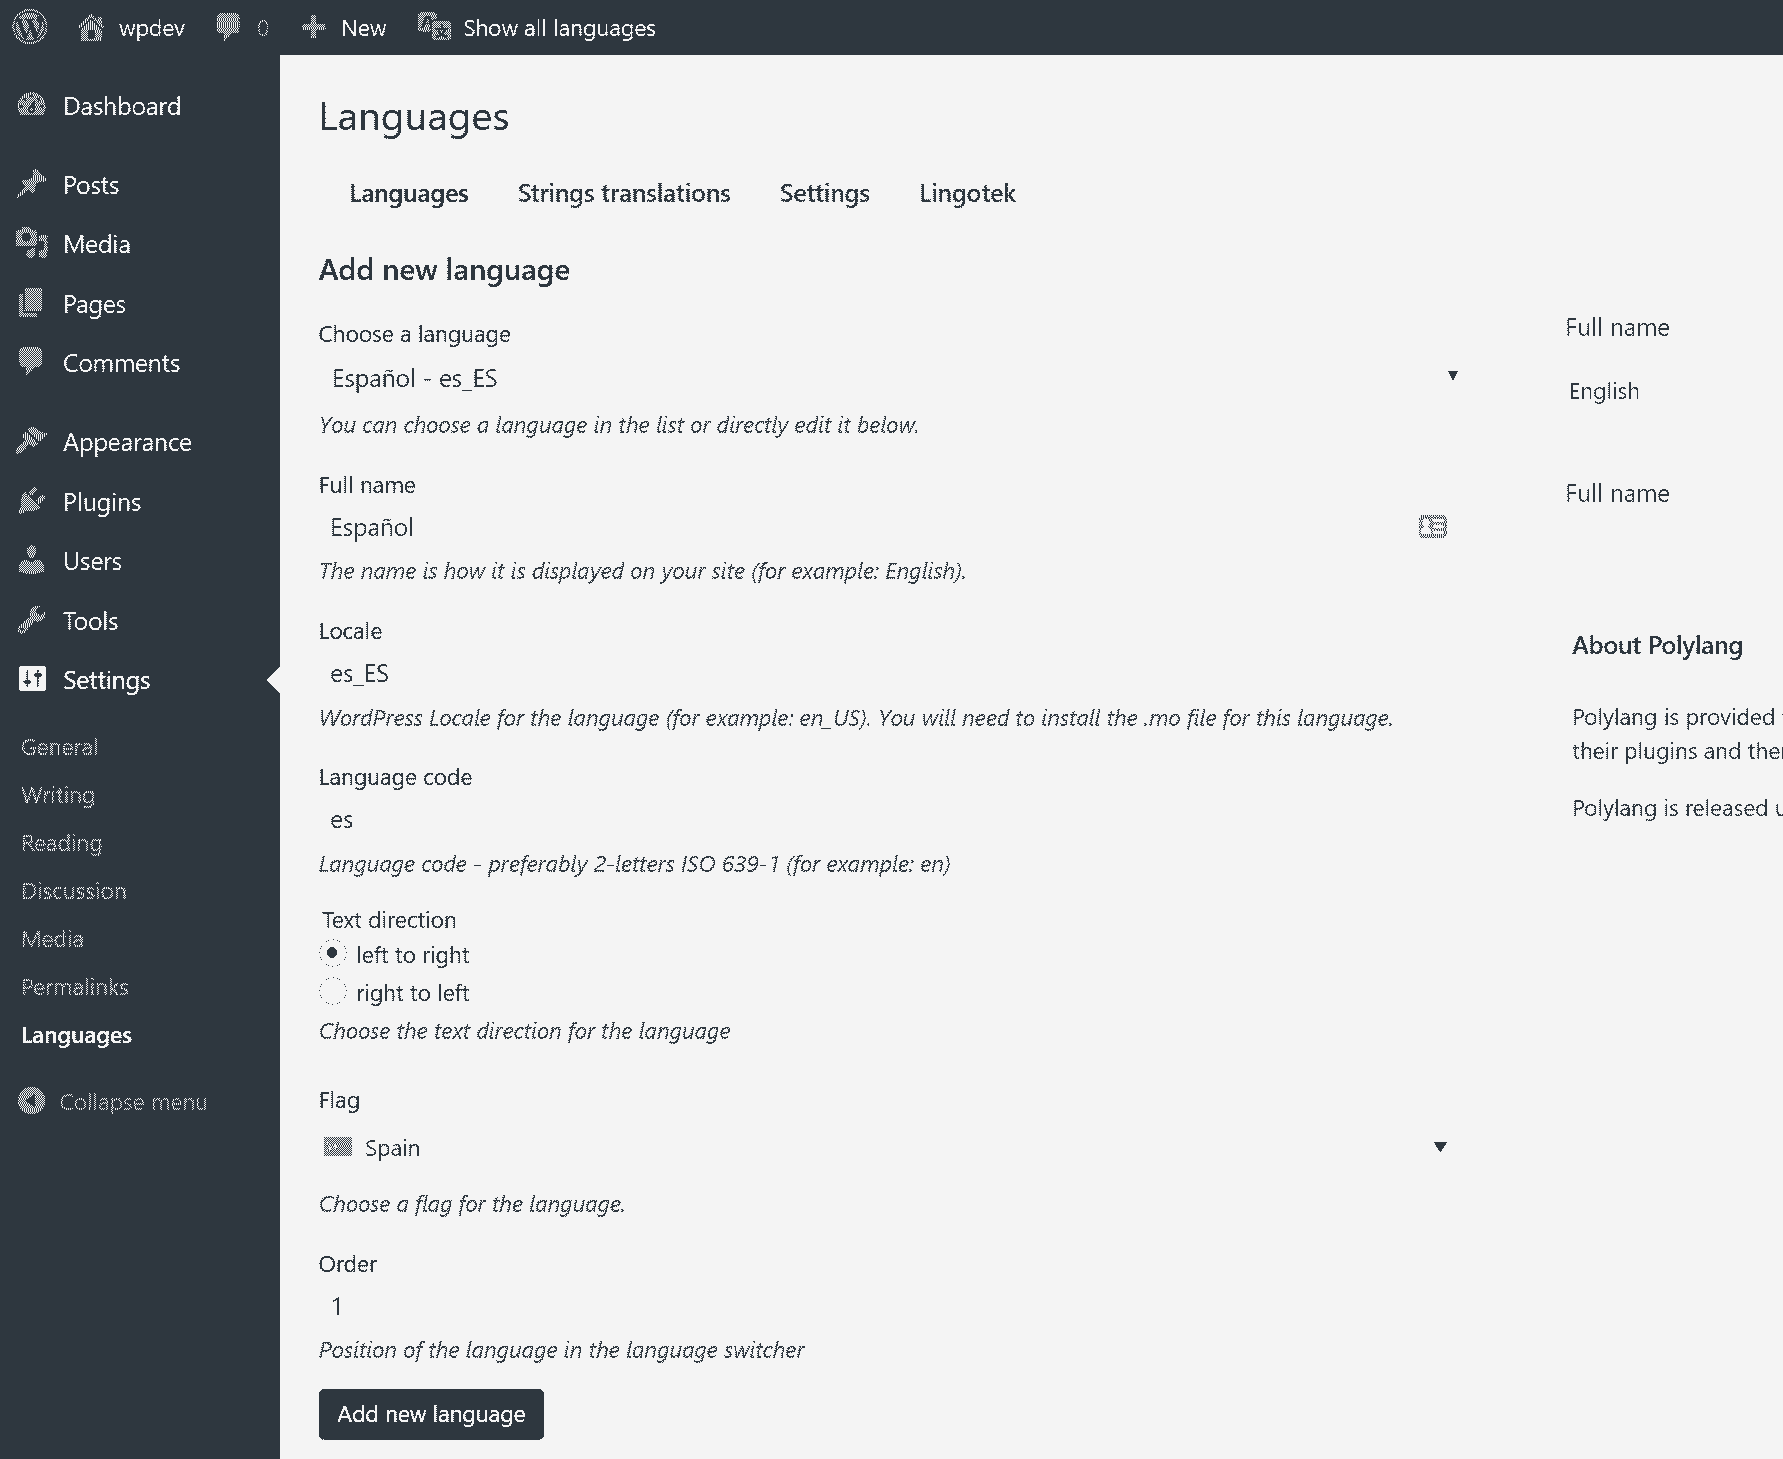 wpdev
0
New
Show all languages
Dashboard
Posts
Media
Pages
Comments
Appearance
Plugins
Users
Tools
Settings
General
Writing
Reading
Discussion
Media
Permalinks
Languages
Collapse menu
Languages
Languages Strings translations Settings Lingotek
Add new language
Choose a language
Español - es_ES
You can choose a language in the list or directly edit it below.
Full name
Español
The name is how it is displayed on your site (for example: English).
Locale
es_ES
WordPress Locale for the language (for example: en_US). You will need to install the .mo file for this language.
Language code
es
Language code - preferably 2-letters ISO 639-1 (for example: en)
Text direction
left to right
right to left
Choose the text direction for the language
Flag
Spain
Choose a flag for the language.
Order
1
Position of the language in the language switcher
Add new language
Full name
English
Full name
About Polylang
Polylang is provided
their plugins and
Polylang is released